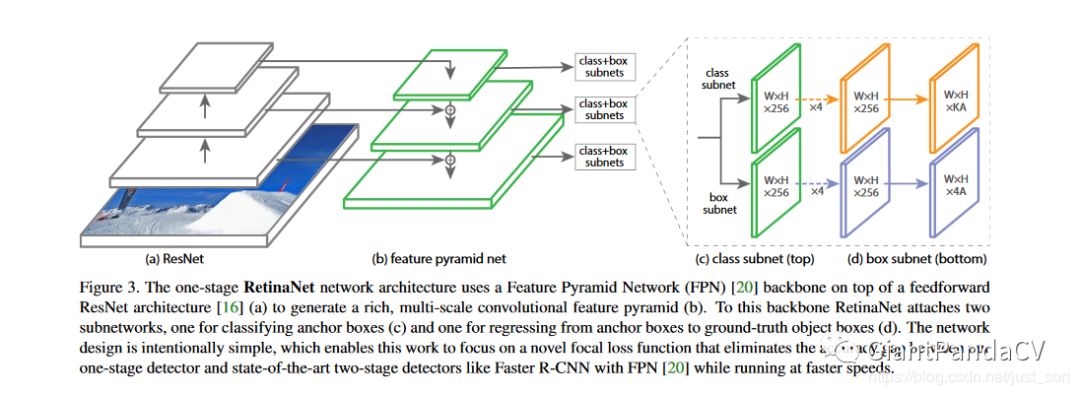 class+box
subnets
class+box
subnets
class+box
subnets
class
subnet
W×H
×256
×4
W×H
×256
W×H
×KA
box
subnet
W×H
×256
×4
W×H
×256
W×H
×4A
(a) ResNet
(b) feature pyramid net
(c) class subnet (top)
(d) box subnet (bottom)
Figure 3. The one-stage RetinaNet network architecture uses a Feature Pyramid Network (FPN) [20] backbone on top of a feedforward
ResNet architecture [16] (a) to generate a rich, multi-scale convolutional feature pyramid (b). To this backbone RetinaNet attaches two
subnetworks, one for classifying anchor boxes (c) and one for regressing from anchor boxes to ground-truth object boxes (d). The network
design is intentionally simple, which enables this work to focus on a novel focal loss function that eliminates the
one-stage detector and state-of-the-art two-stage detectors like Faster R-CNN with FPN [20] while running at faster speeds.
GiantPandaCV
https://blog.csdn.net/just_sort